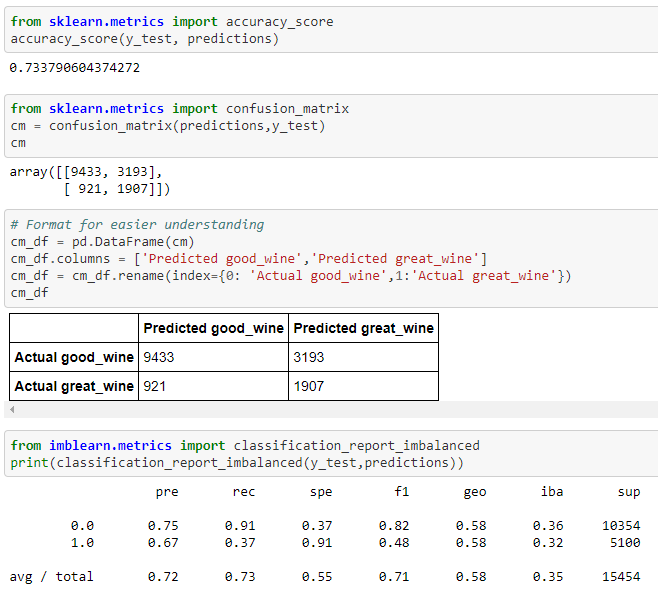 from sklearn.metrics import accuracy_score
accuracy_score(y_test, predictions)
0.733790604374272
from sklearn.metrics import confusion_matrix
cm = confusion_matrix(predictions,y_test)
cm
array([[9433, 3193],
       [ 921, 1907]])
# Format for easier understanding
cm_df = pd.DataFrame(cm)
cm_df.columns = ['Predicted good_wine','Predicted great_wine']
cm_df = cm_df.rename(index={0: 'Actual good_wine',1:'Actual great_wine'})
cm_df
Predicted good_wine Predicted great_wine
Actual good_wine 9433 3193
Actual great_wine 921 1907
from imblearn.metrics import classification_report_imbalanced
print(classification_report_imbalanced(y_test,predictions))
pre rec spe f1 geo iba sup
0.0 0.75 0.91 0.37 0.82 0.58 0.36 10354
1.0 0.67 0.37 0.91 0.48 0.58 0.32 5100
avg / total 0.72 0.73 0.55 0.71 0.58 0.35 15454